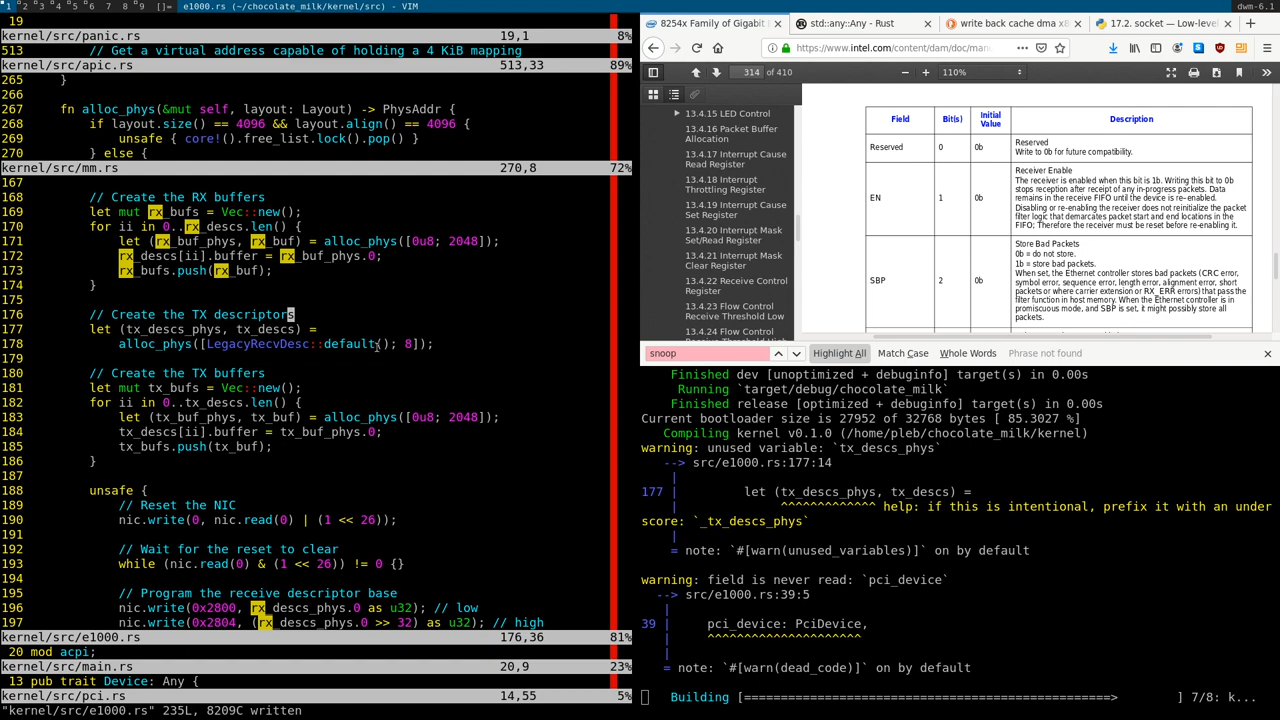 1 2 3 4 5 6 7 8 9 []= e1000.rs (~/chocolate_milk/kernel/src) - VIM dwm-6.1
19
kernel/src/panic.rs 19,1 8%
513 // Get a virtual address capable of holding a 4 KiB mapping
kernel/src/apic.rs 513,33 89%
265 }
266
267 fn alloc_phys(&mut self, layout: Layout) -> PhysAddr {
268 if layout.size() == 4096 && layout.align() == 4096 {
269 unsafe { core!().free_list.lock().pop() }
270 } else {
kernel/src/mm.rs 270,8 72%
167
168 // Create the RX buffers
169 let mut rx_bufs = Vec::new();
170 for ii in 0..rx_descs.len() {
171 let (rx_buf_phys, rx_buf) = alloc_phys([0u8; 2048]);
172 rx_descs[ii].buffer = rx_buf_phys.0;
173 rx_bufs.push(rx_buf);
174 }
175
176 // Create the TX descriptors
177 let (tx_descs_phys, tx_descs) =
178 alloc_phys([LegacyRecvDesc::default(); 8]);
179
180 // Create the TX buffers
181 let mut tx_bufs = Vec::new();
182 for ii in 0..tx_descs.len() {
183 let (tx_buf_phys, tx_buf) = alloc_phys([0u8; 2048]);
184 tx_descs[ii].buffer = tx_buf_phys.0;
185 tx_bufs.push(tx_buf);
186 }
187
188 unsafe {
189 // Reset the NIC
190 nic.write(0, nic.read(0) | (1 << 26));
191
192 // Wait for the reset to clear
193 while (nic.read(0) & (1 << 26)) != 0 {}
194
195 // Program the receive descriptor base
196 nic.write(0x2800, rx_descs_phys.0 as u32); // low
197 nic.write(0x2804, (rx_descs_phys.0 >> 32) as u32); // high
kernel/src/e1000.rs 176,36 81%
20 mod acpi;
kernel/src/main.rs 20,9 23%
13 pub trait Device: Any {
kernel/src/pci.rs 14,55 5%
"kernel/src/e1000.rs" 235L, 8209C written
8254x Family of Gigabit
std::any::Any - Rust
write back cache dma x8
17.2. socket — Low-level
https://www.intel.com/content/dam/doc/man
314 of 410
110%
13.4.15 LED Control
13.4.16 Packet Buffer
Allocation
13.4.17 Interrupt Cause
Read Register
13.4.18 Interrupt
Throttling Register
13.4.19 Interrupt Cause
Set Register
13.4.20 Interrupt Mask
Set/Read Register
13.4.21 Interrupt Mask
Clear Register
13.4.22 Receive Control
Register
13.4.23 Flow Control
Receive Threshold Low
13.4.24 Flow Control
Field Bit(s) Initial Value Description
Reserved 0 0b Reserved
Write to 0b for future compatibility.
EN 1 0b Receiver Enable
The receiver is enabled when this bit is 1b. Writing this bit to 0b
stops reception after receipt of any in-progress packets. Data
remains in the receive FIFO until the device is re–enabled.
Disabling or re-enabling the receiver does not reinitialize the packet
filter logic that demarcates packet start and end locations in the
FIFO; Therefore the receiver must be reset before re-enabling it.
SBP 2 0b Store Bad Packets
0b = do not store.
1b = store bad packets.
When set, the Ethernet controller stores bad packets (CRC error,
symbol error, sequence error, length error, alignment error, short
packets or where carrier extension or RX_ERR errors) that pass the
filter function in host memory. When the Ethernet controller is in
promiscuous mode, and SBP is set, it might possibly store all
packets.
snoop Highlight All Match Case Whole Words Phrase not found
Finished dev [unoptimized + debuginfo] target(s) in 0.00s
Running `target/debug/chocolate_milk`
Finished release [optimized + debuginfo] target(s) in 0.00s
Current bootloader size is 27952 of 32768 bytes [ 85.3027 %]
Compiling kernel v0.1.0 (/home/pleb/chocolate_milk/kernel)
warning: unused variable: `tx_descs_phys`
--> src/e1000.rs:177:14
|
177 | let (tx_descs_phys, tx_descs) =
| ^^^^^^^^^^^^^ help: if this is intentional, prefix it with an under
score: `_tx_descs_phys`
|
= note: `#[warn(unused_variables)]` on by default
warning: field is never read: `pci_device`
--> src/e1000.rs:39:5
|
39 | pci_device: PciDevice,
| ^^^^^^^^^^^^^^^^^^^^^
|
= note: `#[warn(dead_code)]` on by default
Building [===================================================> ] 7/8: k...